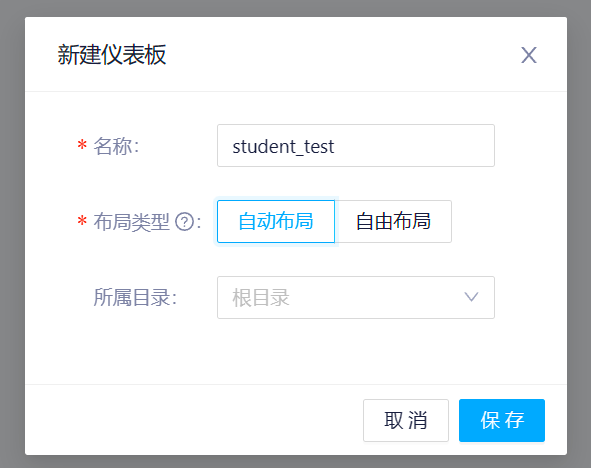 新建仪表板
* 名称：
student_test
* 布局类型 ? ：
自动布局 自由布局
所属目录：
根目录
取 消 保 存